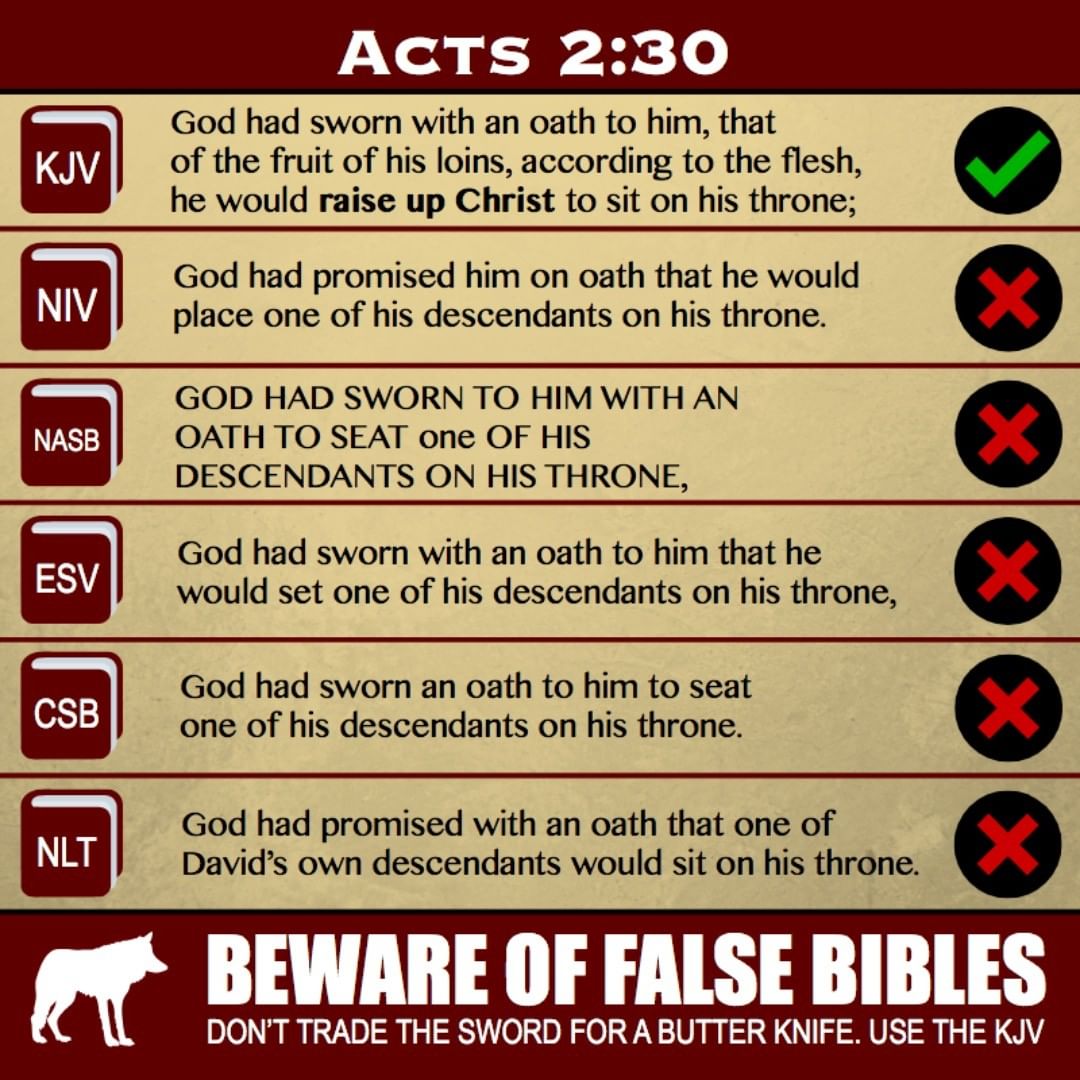 Acts 2:30
KJV
God had sworn with an oath to him, that
of the fruit of his loins, according to the flesh,
he would raise up Christ to sit on his throne;
NIV
God had promised him on oath that he would
place one of his descendants on his throne.
NASB
GOD HAD SWORN TO HIM WITH AN
OATH TO SEAT one OF HIS
DESCENDANTS ON HIS THRONE,
ESV
God had sworn with an oath to him that he
would set one of his descendants on his throne,
CSB
God had sworn an oath to him to seat
one of his descendants on his throne.
NLT
God had promised with an oath that one of
David’s own descendants would sit on his throne.
BEWARE OF FALSE BIBLES
DON’T TRADE THE SWORD FOR A BUTTER KNIFE. USE THE KJV